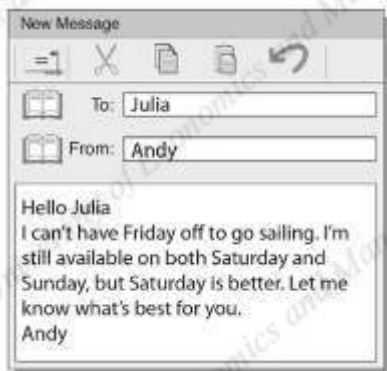 New Message
To: Julia
From: Andy
Hello Julia
I can't have Friday off to go sailing. I'm
still available on both Saturday and
Sunday, but Saturday is better. Let me
know what's best for you.
Andy